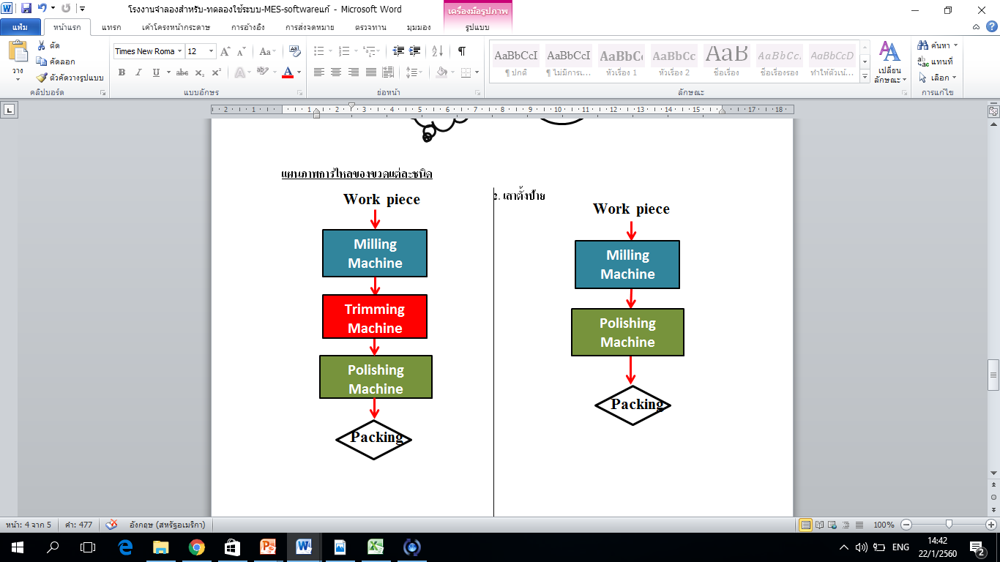 โรงงานจำลองสำหรับ-ทดลองใช้ระบบ-MES-softwareแก้ - Microsoft Word
เครื่องมือรูปภาพ
แฟ้ม
หน้าแรก
แทรก
เค้าโครงหน้ากระดาษ
การอ้างอิง
การส่งจดหมาย
ตรวจทาน
มุมมอง
รูปแบบ
วาง
ตัด
คัดลอก
ตัวคัดวางรูปแบบ
คลิปบอร์ด
Times New Roma
12
แบบอักษร
ย่อหน้า
AaBbCcI
¶ ปกติ
AaBbCcI
¶ ไม่มีการเ...
AaBbCc
หัวเรื่อง 1
AaBbCc
หัวเรื่อง 2
AaB
ชื่อเรื่อง
AaBbCcI
ชื่อเรื่องรอง
AaBbCcD
ทำให้ตัวเน้...
ลักษณะ
เปลี่ยน
ลักษณะ
ค้นหา
แทนที่
เลือก
การแก้ไข
2 1 1 2 3 4 5 6 7 8 9 10 11 12 13 14 15 17 18
แผนภาพการไหลของขวดแต่ละชนิด
Work piece
Milling
Machine
Trimming
Machine
Polishing
Machine
Packing
2. เสาตั้งป้าย
Work piece
Milling
Machine
Polishing
Machine
Packing
หน้า: 4 จาก 5
คำ: 477
อังกฤษ (สหรัฐอเมริกา)
100%
ENG
14:42
22/1/2560
2